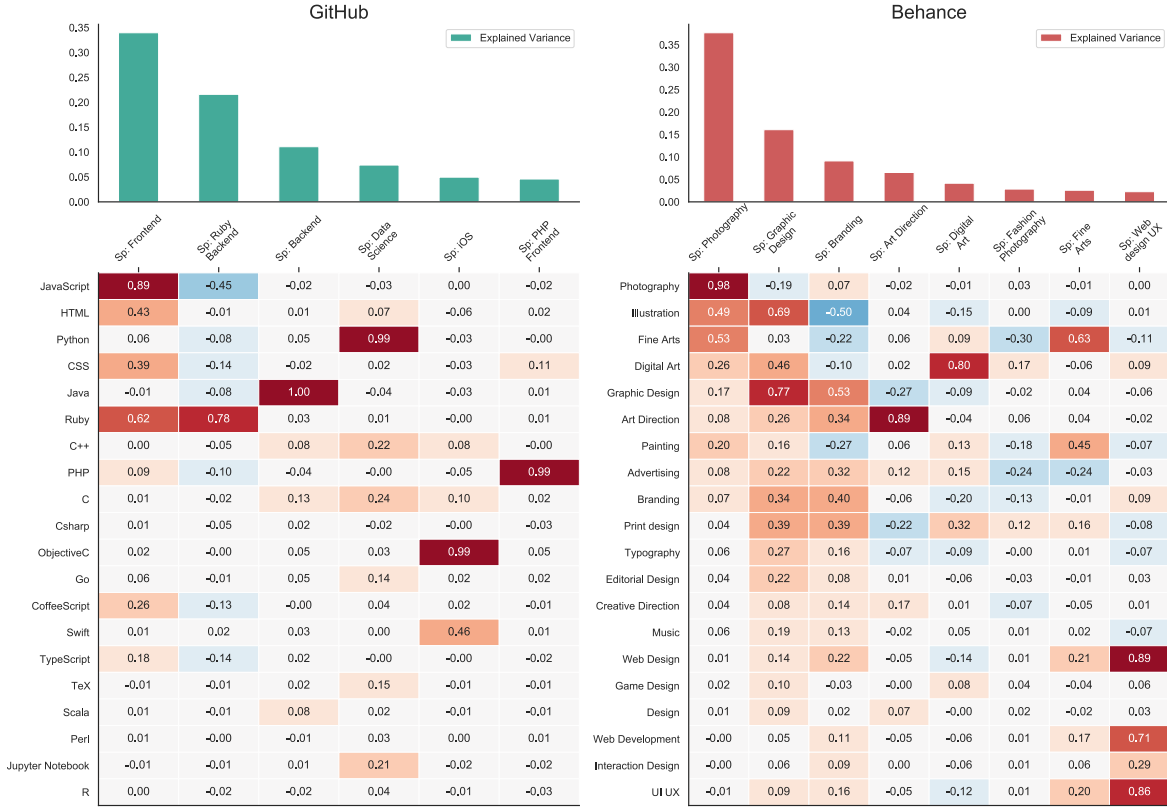 GitHub
0.35
0.30
0.25
0.20
0.15
0.10
0.05
0.00
Explained Variance
Sp: Frontend
Sp: Ruby
Backend
Sp: Backend
Sp: Data
Science
Sp: iOS
Sp: PHP
Frontend
JavaScript 0.89 -0.45 -0.02 -0.03 0.00 -0.02
HTML 0.43 -0.01 0.01 0.07 -0.06 0.02
Python 0.06 -0.08 0.05 0.99 -0.03 -0.00
CSS 0.39 -0.14 -0.02 0.02 -0.03 0.11
Java -0.01 -0.08 1.00 -0.04 -0.03 0.01
Ruby 0.62 0.78 0.03 0.01 -0.00 0.01
C++ 0.00 -0.05 0.08 0.22 0.08 -0.00
PHP 0.09 -0.10 -0.04 -0.00 -0.05 0.99
C 0.01 -0.02 0.13 0.24 0.10 0.02
Csharp 0.01 -0.05 0.02 -0.02 -0.00 -0.03
ObjectiveC 0.02 -0.00 0.05 0.03 0.99 0.05
Go 0.06 -0.01 0.05 0.14 0.02 0.02
CoffeeScript 0.26 -0.13 -0.00 0.04 0.02 -0.01
Swift 0.01 0.02 0.03 0.00 0.46 0.01
TypeScript 0.18 -0.14 0.02 -0.00 -0.00 -0.02
TeX -0.01 -0.01 0.02 0.15 -0.01 -0.01
Scala 0.01 -0.01 0.08 0.02 -0.01 -0.01
Perl 0.01 -0.00 -0.01 0.03 0.00 0.01
Jupyter Notebook -0.01 -0.01 0.01 0.21 -0.02 -0.02
R 0.00 -0.02 -0.02 0.04 -0.01 -0.03
Behance
0.35
0.30
0.25
0.20
0.15
0.10
0.05
0.00
Explained Variance
Sp: Photography
Sp: Graphic
Design
Sp: Branding
Sp: Art Direction
Sp: Digital
Art
Sp: Fashion
Photography
Sp: Fine
Arts
Sp: Web
design UX
Photography 0.98 -0.19 0.07 -0.02 -0.01 0.03 -0.01 0.00
Illustration 0.49 0.69 -0.50 0.04 -0.15 0.00 -0.09 0.01
Fine Arts 0.53 0.03 -0.22 0.06 0.09 -0.30 0.63 -0.11
Digital Art 0.26 0.46 -0.10 0.02 0.80 0.17 -0.06 0.09
Graphic Design 0.17 0.77 0.53 -0.27 -0.09 -0.02 0.04 -0.06
Art Direction 0.08 0.26 0.34 0.89 -0.04 0.06 0.04 -0.02
Painting 0.20 0.16 -0.27 0.06 0.13 -0.18 0.45 -0.07
Advertising 0.08 0.22 0.32 0.12 0.15 -0.24 -0.24 -0.03
Branding 0.07 0.34 0.40 -0.06 -0.20 -0.13 -0.01 0.09
Print design 0.04 0.39 0.39 -0.22 0.32 0.12 0.16 -0.08
Typography 0.06 0.27 0.16 -0.07 -0.09 -0.00 0.01 -0.07
Editorial Design 0.04 0.22 0.08 0.01 -0.06 -0.03 -0.01 0.03
Creative Direction 0.04 0.08 0.14 0.17 0.01 -0.07 -0.05 0.01
Music 0.06 0.19 0.13 -0.02 0.05 0.01 0.02 -0.07
Web Design 0.01 0.14 0.22 -0.05 -0.14 0.01 0.21 0.89
Game Design 0.02 0.10 -0.03 -0.00 0.08 0.04 -0.04 0.06
Design 0.01 0.09 0.02 0.07 -0.00 0.02 -0.02 0.03
Web Development -0.00 0.05 0.11 -0.05 -0.06 0.01 0.17 0.71
Interaction Design -0.00 0.06 0.09 0.00 -0.01 0.06 0.06 0.29
UI UX -0.01 0.09 0.16 -0.05 -0.12 0.01 0.20 0.86